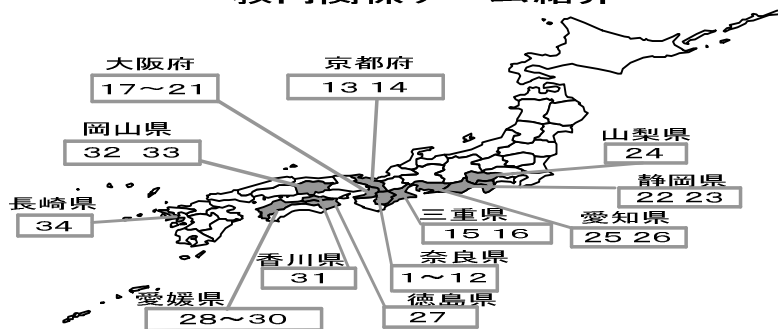 大阪府
17～21
京都府
13 14
岡山県
32 33
山梨県
24
静岡県
22 23
長崎県
34
三重県
15 16
愛知県
25 26
香川県
31
奈良県
1～12
愛媛県
28～30
徳島県
27